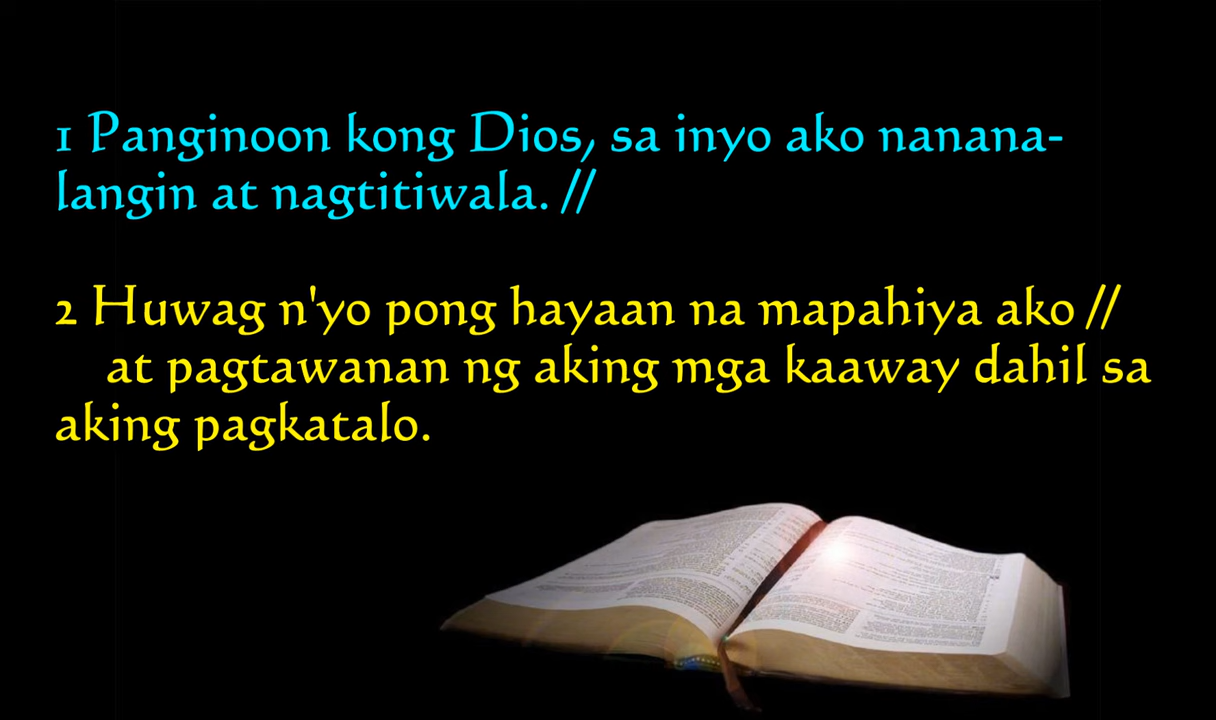 1 Panginoon kong Dios, sa inyo ako nanana-
langin at nagtitiwala. //
2 Huwag n'yo pong hayaan na mapahiya ako //
at pagtawanan ng aking mga kaaway dahil sa
aking pagkatalo.